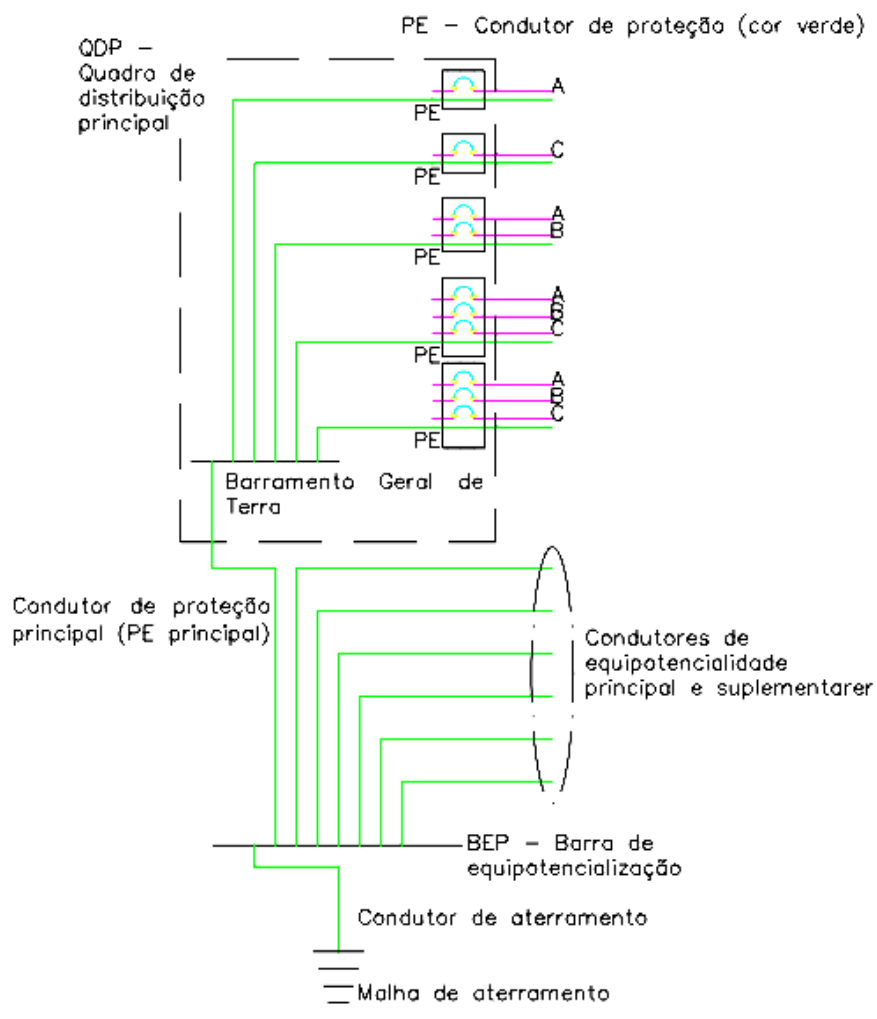 PE – Condutor de proteção (cor verde)
QDP –
Quadro de
distribuição
principal
A
PE
C
PE
A
B
PE
A
B
C
PE
A
B
C
PE
Barramento Geral de
Terra
Condutor de proteção
principal (PE principal)
Condutores de
equipotencialidade
principal e suplementarer
BEP – Barra de
equipotencialização
Condutor de aterramento
Malha de aterramento